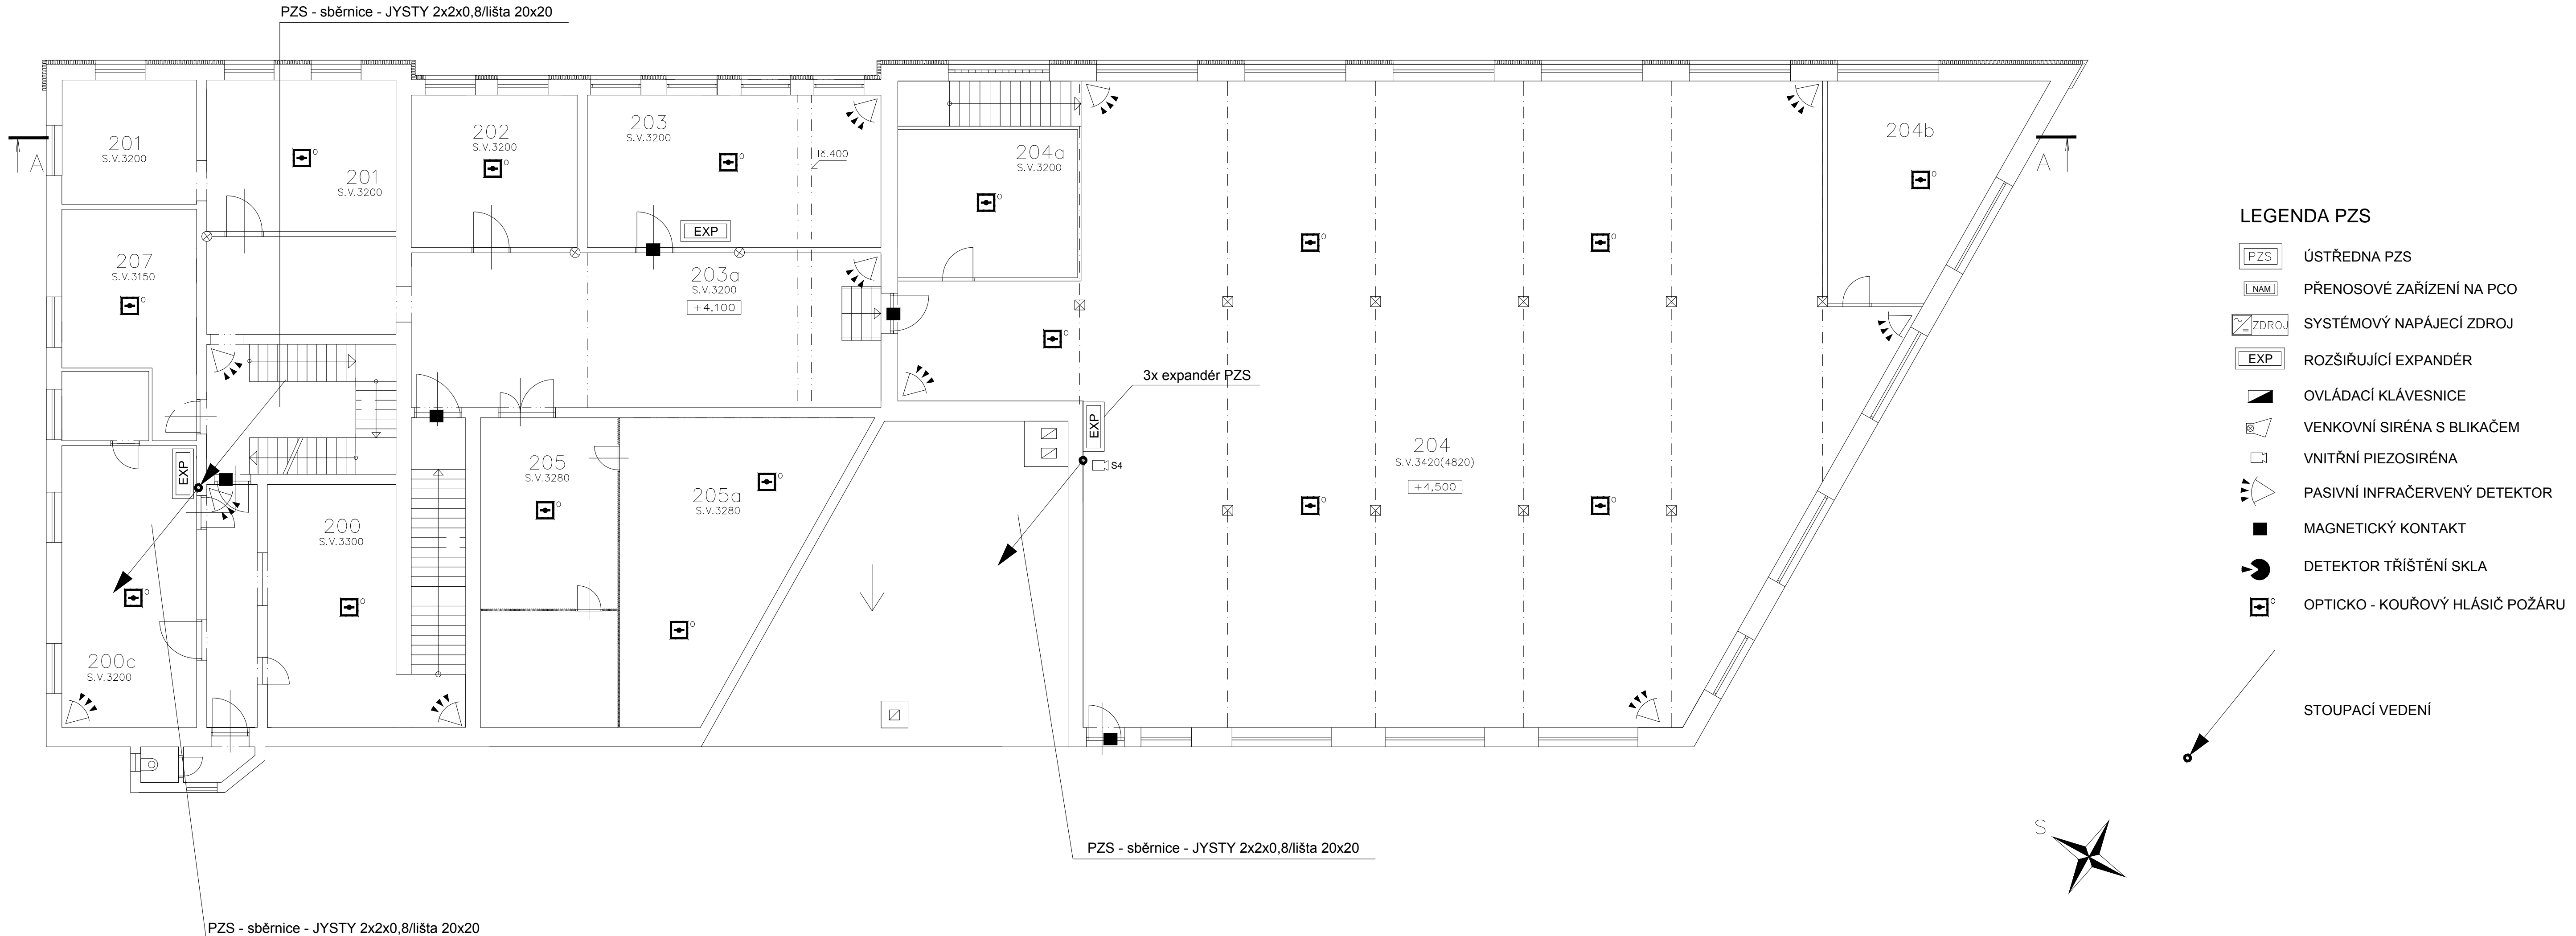 PZS - sběrnice - JYSTY 2x2x0,8/lišta 20x20
201
S.V.3200
201
S.V.3200
202
S.V.3200
203
S.V.3200
lč.400
204a
S.V.3200
204b
A
A
O
O
O
O
O
EXP
207
S.V.3150
O
203a
S.V.3200
+4,100
O
O
O
3x expandér PZS
EXP
S4
204
S.V.3420(4820)
+4,500
O
O
EXP
205
S.V.3280
O
205a
S.V.3280
O
O
200
S.V.3300
O
200c
S.V.3200
O
PZS - sběrnice - JYSTY 2x2x0,8/lišta 20x20
PZS - sběrnice - JYSTY 2x2x0,8/lišta 20x20
LEGENDA PZS
PZS ÚSTŘEDNA PZS
NAM PŘENOSOVÉ ZAŘÍZENÍ NA PCO
ZDROJ SYSTÉMOVÝ NAPÁJECÍ ZDROJ
EXP ROZŠIŘUJÍCÍ EXPANDÉR
OVLÁDACÍ KLÁVESNICE
VENKOVNÍ SIRÉNA S BLIKAČEM
VNITŘNÍ PIEZOSIRÉNA
PASIVNÍ INFRAČERVENÝ DETEKTOR
MAGNETICKÝ KONTAKT
DETEKTOR TŘÍŠTĚNÍ SKLA
O OPTICKO - KOUŘOVÝ HLÁSIČ POŽÁRU
STOUPACÍ VEDENÍ
S